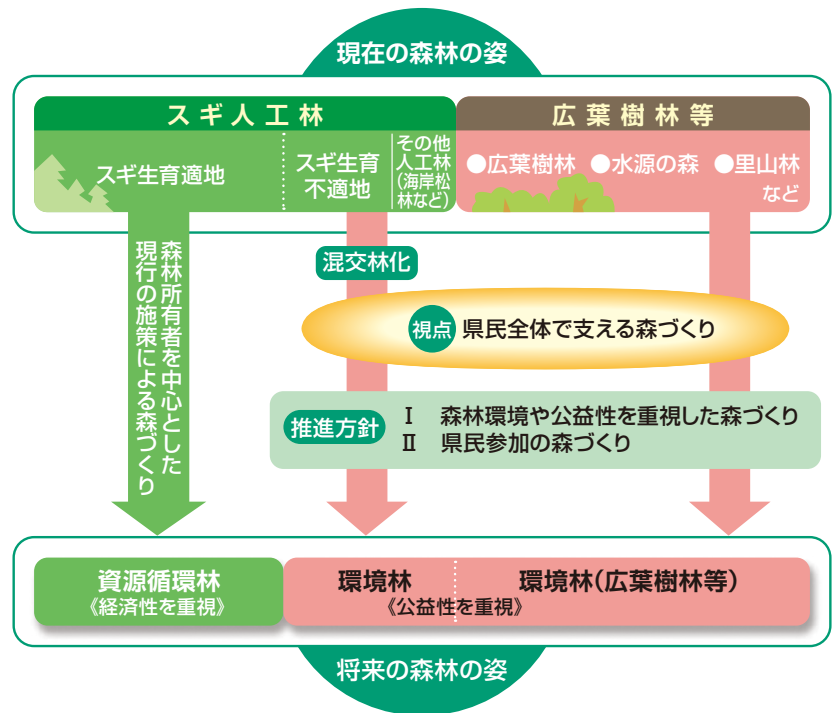 現在の森林の姿
スギ人工林
広葉樹林等
スギ生育適地
スギ生育
不適地
その他
人工林
(海岸松
林など)
●広葉樹林 ●水源の森 ●里山林
など
森林所有者を中心とした
現行の施策による森づくり
混交林化
視点 県民全体で支える森づくり
推進方針
Ⅰ 森林環境や公益性を重視した森づくり
Ⅱ 県民参加の森づくり
資源循環林
《経済性を重視》
環境林
環境林(広葉樹林等)
《公益性を重視》
将来の森林の姿